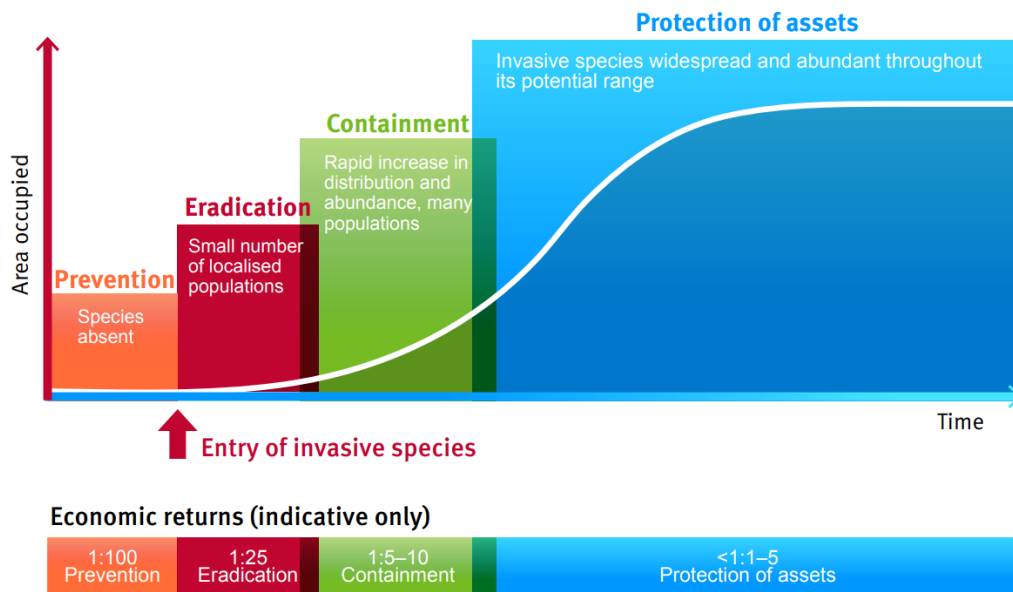 Protection of assets
Invasive species widespread and abundant throughout
its potential range
Containment
Rapid increase in
distribution and
abundance, many
populations
Eradication
Small number
of localised
populations
Prevention
Species
absent
Area occupied
Time
Entry of invasive species
Economic returns (indicative only)
1:100
Prevention
1:25
Eradication
1:5–10
Containment
<1:1–5
Protection of assets